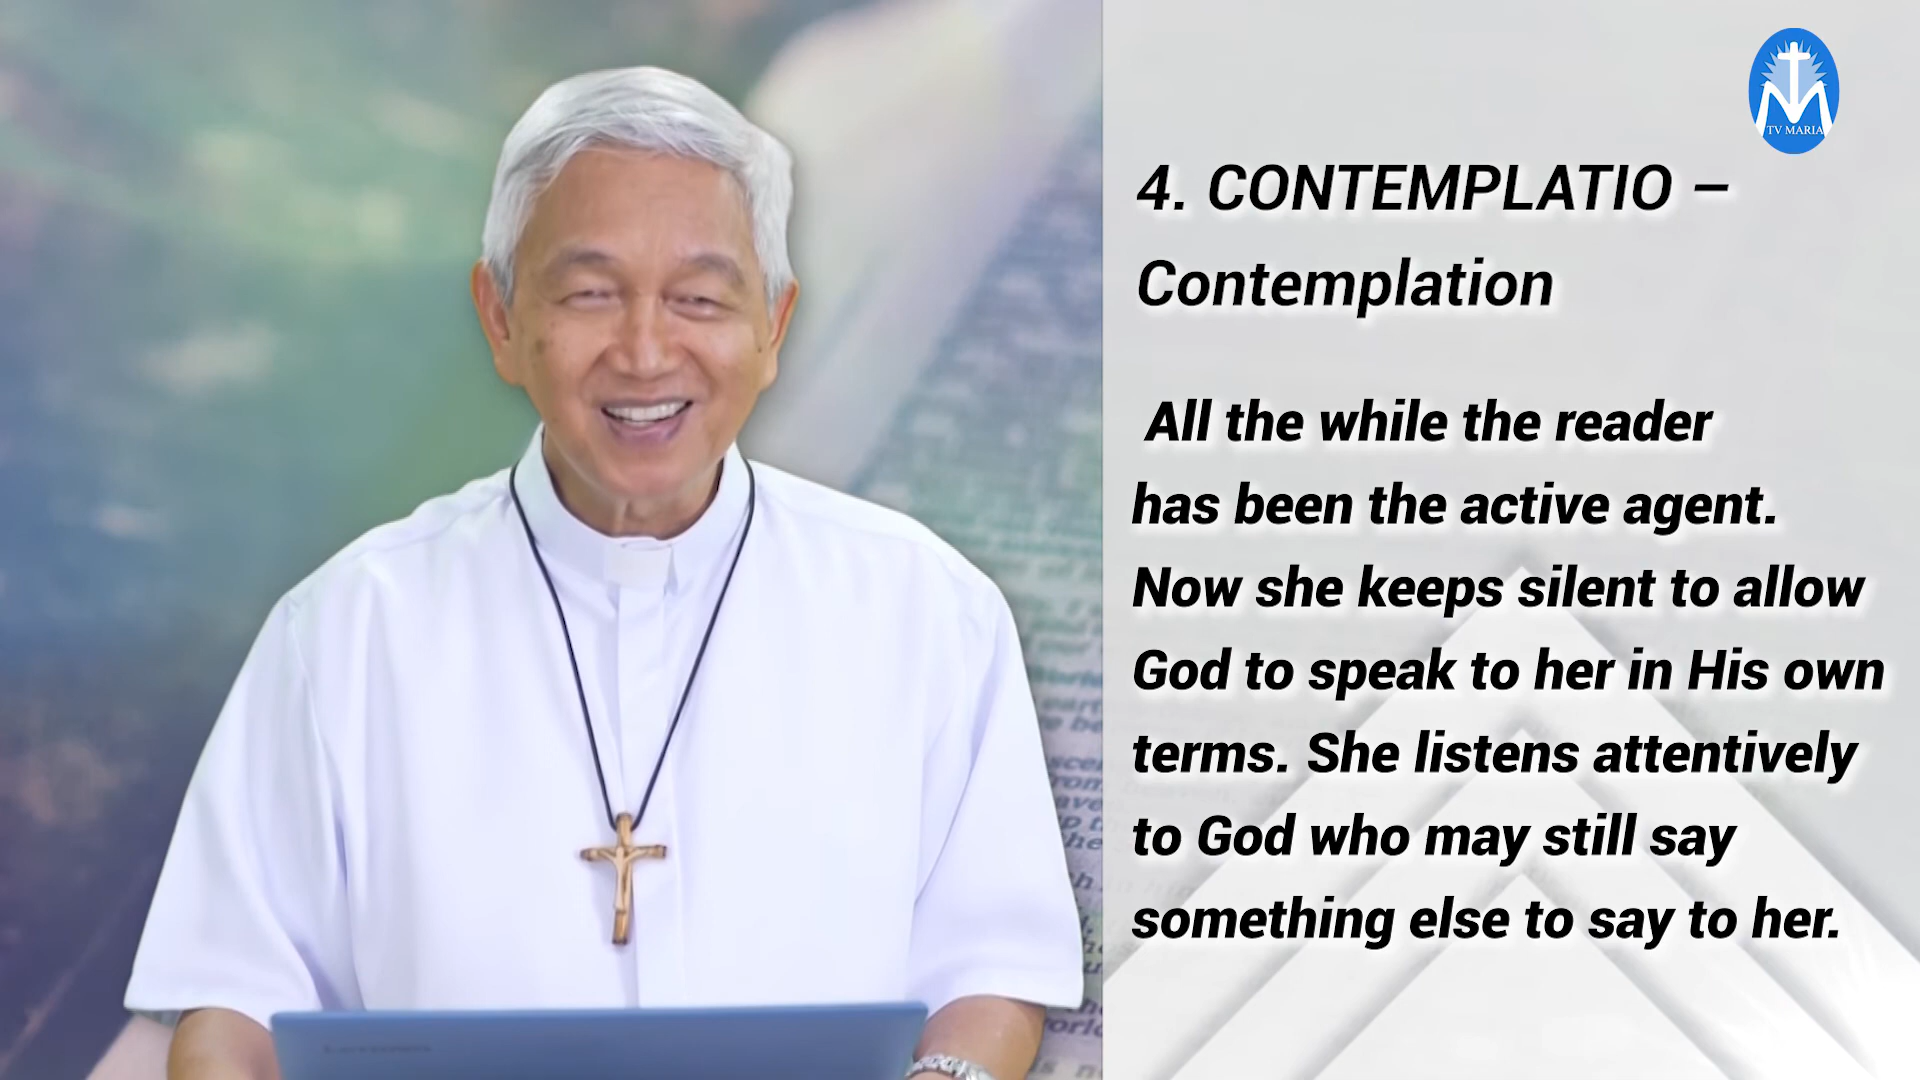 TV MARIA
4. CONTEMPLATIO –
Contemplation
All the while the reader
has been the active agent.
Now she keeps silent to allow
God to speak to her in His own
terms. She listens attentively
to God who may still say
something else to say to her.